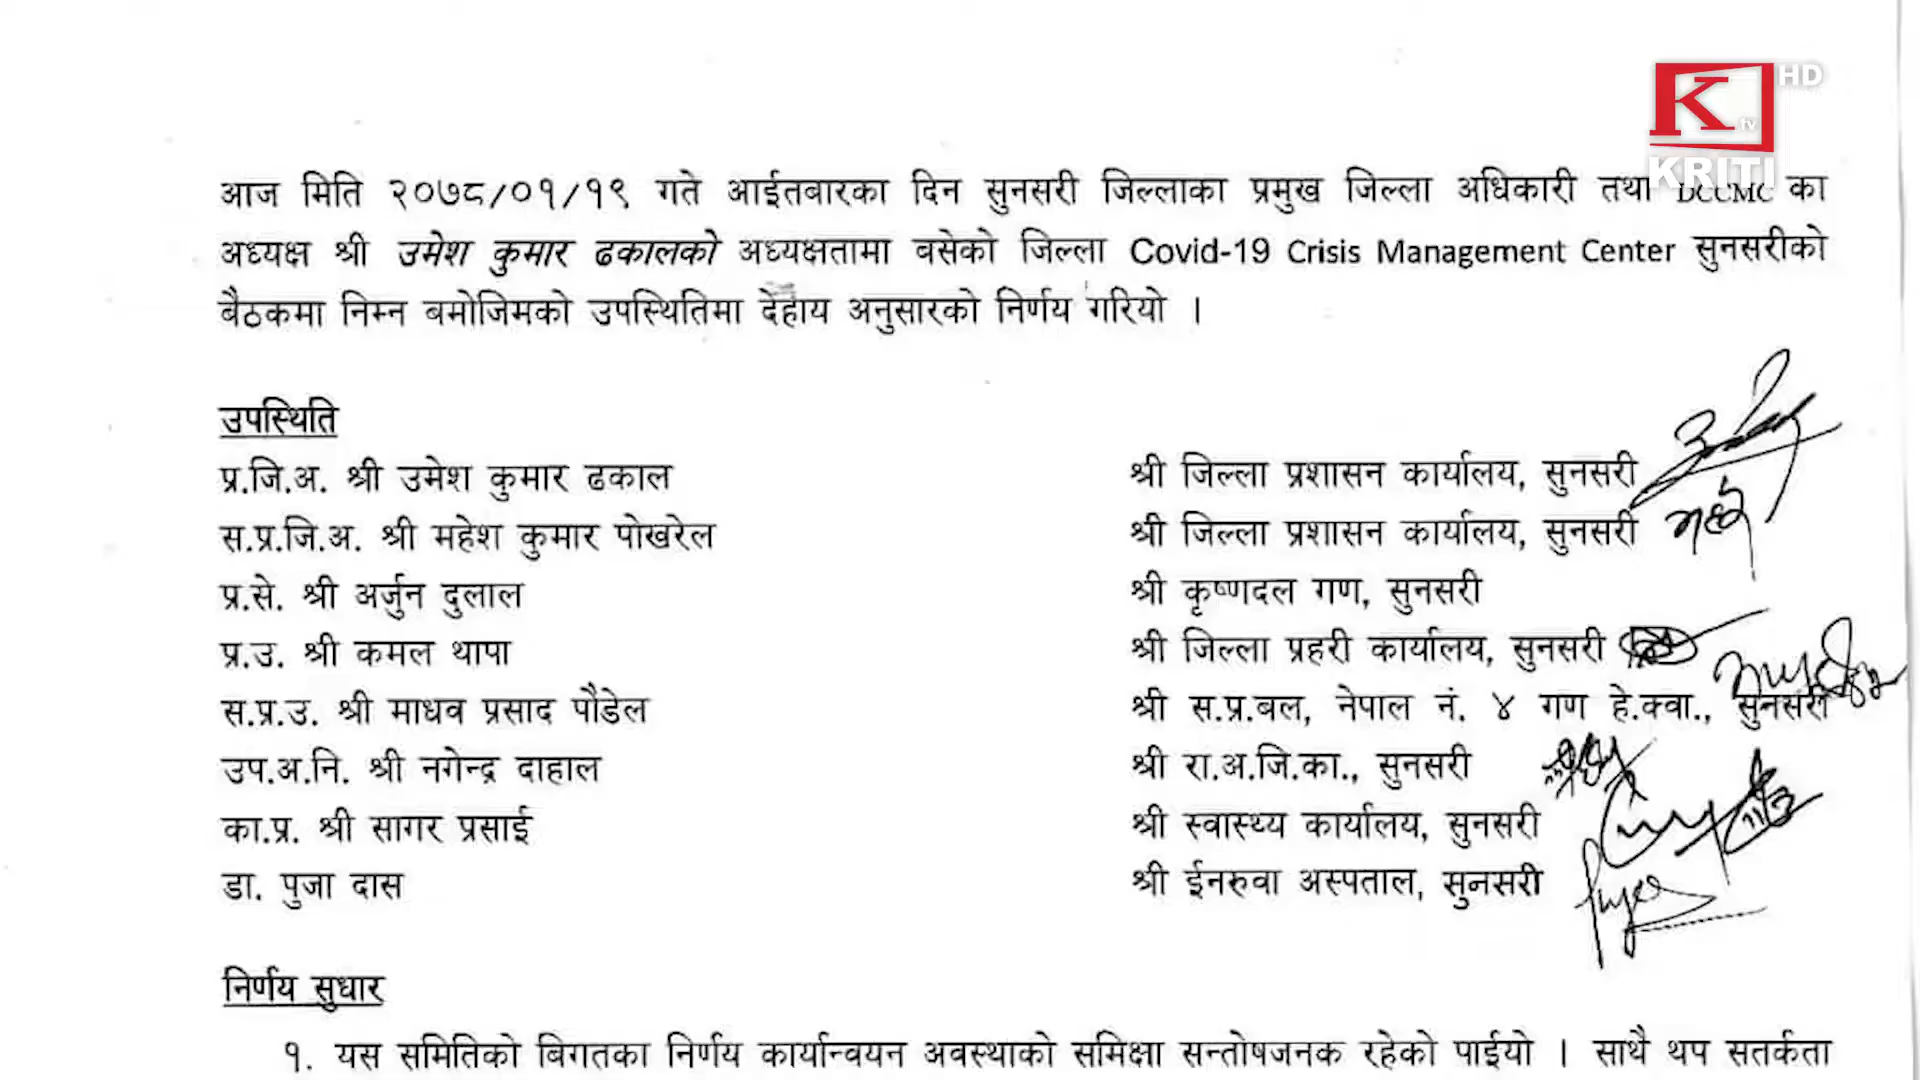 HD
K tv
KRITI
आज मिति २०७८/०१/१९ गते आईतबारका दिन सुनसरी जिल्लाका प्रमुख जिल्ला अधिकारी तथा DCCMC का
अध्यक्ष श्री उमेश कुमार ढकालको अध्यक्षतामा वसेको जिल्ला Covid-19 Crisis Management Center सुनसरीको
बैठकमा निम्न बमोजिमको उपस्थितिमा देहाय अनुसारको निर्णय गरियो ।
उपस्थिति
प्र.जि.अ. श्री उमेश कुमार ढकाल श्री जिल्ला प्रशासन कार्यालय, सुनसरी
स.प्र.जि.अ. श्री महेश कुमार पोखरेल श्री जिल्ला प्रशासन कार्यालय, सुनसरी
प्र.से. श्री अर्जुन दुलाल श्री कृष्णदल गण, सुनसरी
प्र.उ. श्री कमल थापा श्री जिल्ला प्रहरी कार्यालय, सुनसरी
स.प्र.उ. श्री माधव प्रसाद पौडेल श्री स.प्र.बल, नेपाल नं. ४ गण हे.क्वा., सुनसरी
उप.अ.नि. श्री नगेन्द्र दाहाल श्री रा.अ.जि.का., सुनसरी
का.प्र. श्री सागर प्रसाई श्री स्वास्थ्य कार्यालय, सुनसरी
डा. पुजा दास श्री ईनरुवा अस्पताल, सुनसरी
निर्णय सुधार
१. यस समितिको बिगतका निर्णय कार्यान्वयन अवस्थाको समिक्षा सन्तोषजनक रहेको पाईयो । साथै थप सतर्कता